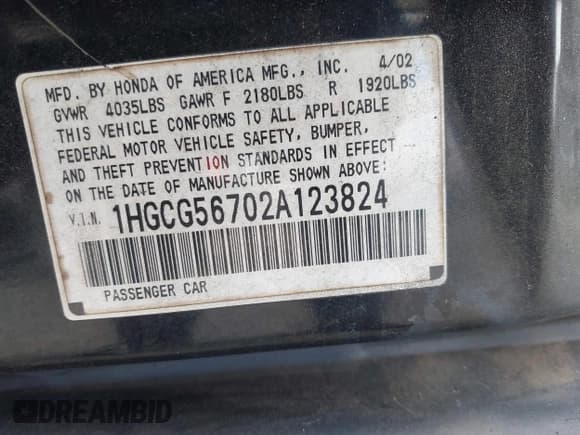 MFD. BY HONDA OF AMERICA MFG., INC. 4/02
GVWR 4035LBS GAWR F 2180LBS R 1920LBS
THIS VEHICLE CONFORMS TO ALL APPLICABLE
FEDERAL MOTOR VEHICLE SAFETY, BUMPER,
AND THEFT PREVENTION STANDARDS IN EFFECT
ON THE DATE OF MANUFACTURE SHOWN ABOVE:
V.I.N. 1HGCG56702A123824
PASSENGER CAR
DREAMBID